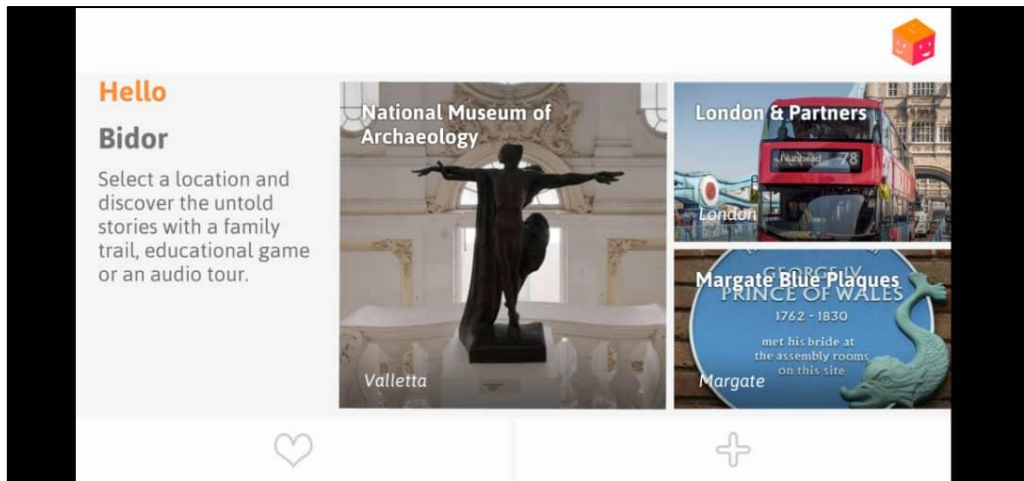 Hello
Bidor
Select a location and
discover the untold
stories with a family
trail, educational game
or an audio tour.
National Museum of
Archaeology
Valletta
London & Partners
Nunhead 78
London
Margate Blue Plaques
GEORGE IV
PRINCE OF WALES
1762 - 1830
met his bride at
the assembly rooms
on this site
Margate